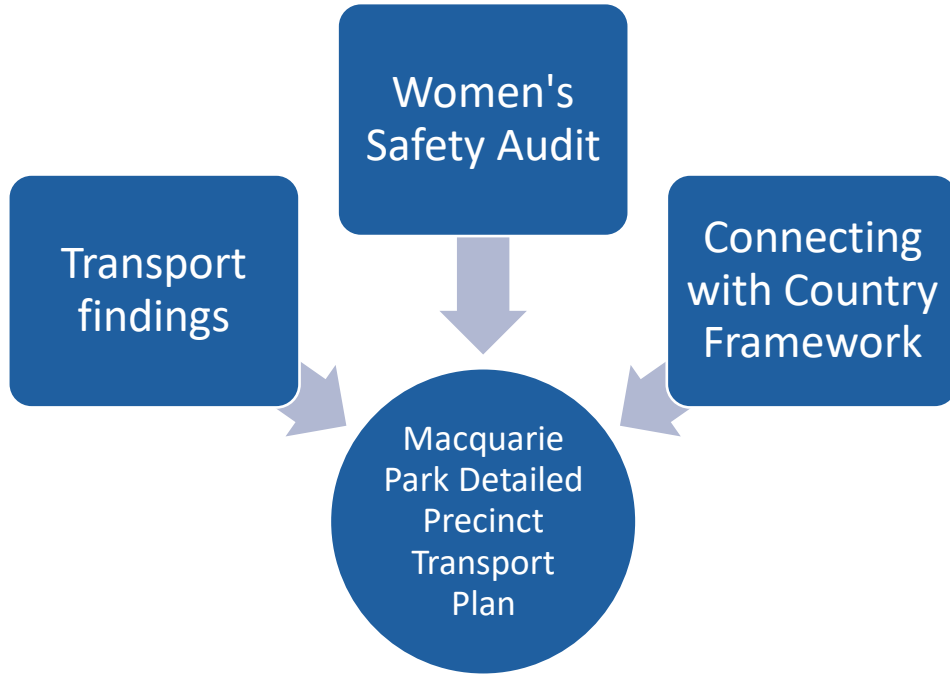 Women's
Safety Audit
Transport
findings
Connecting
with Country
Framework
Macquarie
Park Detailed
Precinct
Transport
Plan